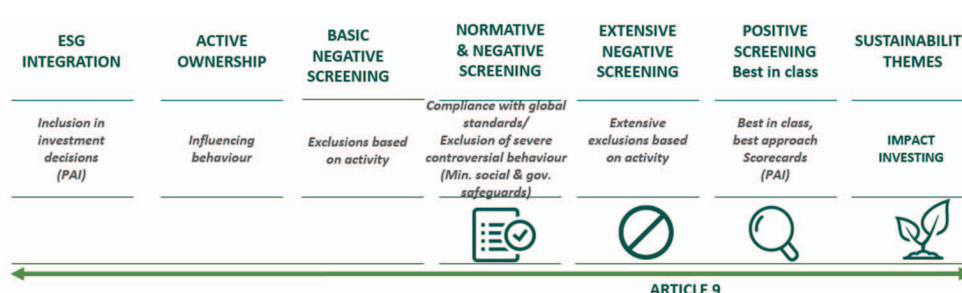 ESG
INTEGRATION
ACTIVE
OWNERSHIP
BASIC
NEGATIVE
SCREENING
NORMATIVE
& NEGATIVE
SCREENING
EXTENSIVE
NEGATIVE
SCREENING
POSITIVE
SCREENING
Best in class
SUSTAINABILIT
THEMES
Inclusion in
investment
decisions
(PAI)
Influencing
behaviour
Exclusions based
on activity
Compliance with global
standards/
Exclusion of severe
controversial behaviour
(Min. social & gov.
safeguards)
Extensive
exclusions based
on activity
Best in class,
best approach
Scorecards
(PAI)
IMPACT
INVESTING
ARTICLE 9